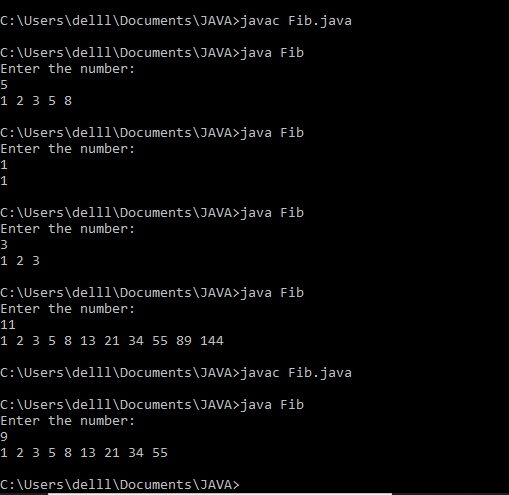 C:\Users\delll\Documents\JAVA>javac Fib.java
C:\Users\delll\Documents\JAVA>java Fib
Enter the number:
5
1 2 3 5 8
C:\Users\delll\Documents\JAVA>java Fib
Enter the number:
1
1
C:\Users\delll\Documents\JAVA>java Fib
Enter the number:
3
1 2 3
C:\Users\delll\Documents\JAVA>java Fib
Enter the number:
11
1 2 3 5 8 13 21 34 55 89 144
C:\Users\delll\Documents\JAVA>javac Fib.java
C:\Users\delll\Documents\JAVA>java Fib
Enter the number:
9
1 2 3 5 8 13 21 34 55
C:\Users\delll\Documents\JAVA>